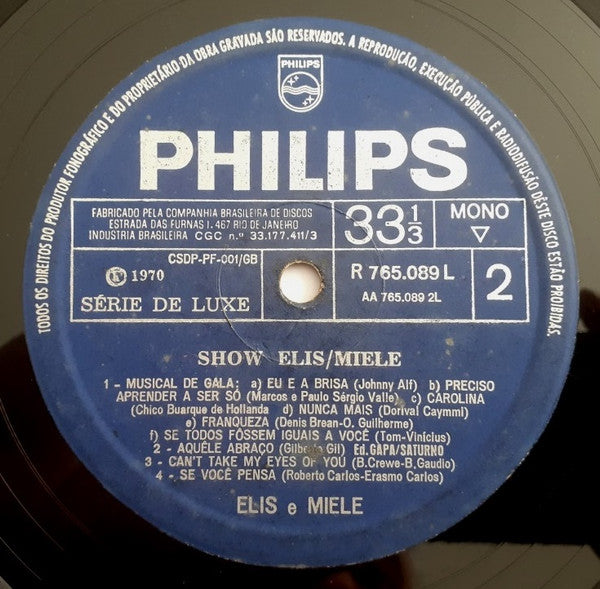 TODOS OS DIREITOS DO PRODUTOR FONOGRÁFICO E DO PROPRIETÁRIO DA OBRA GRAVADA SÃO RESERVADOS. A REPRODUÇÃO, EXECUÇÃO PÚBLICA E RADIODIFUSÃO DÊSTE DISCO ESTÃO PROIBIDAS.
PHILIPS
PHILIPS
FABRICADO PELA COMPANHIA BRASILEIRA DE DISCOS
ESTRADA DAS FURNAS 1.467 RIO DE JANEIRO
INDUSTRIA BRASILEIRA CGC n.º 33.177.411/3
33 1/3
MONO
CSDP-PF-001/GB
℗ 1970
SÉRIE DE LUXE
R 765.089 L
AA 765.089 2L
2
SHOW ELIS/MIELE
1 - MUSICAL DE GALA: a) EU E A BRISA (Johnny Alf) b) PRECISO
APRENDER A SER SÓ (Marcos e Paulo Sérgio Valle) c) CAROLINA
(Chico Buarque de Hollanda d) NUNCA MAIS (Dorival Caymmi)
e) FRANQUEZA (Denis Brean-O. Guilherme)
f) SE TODOS FÔSSEM IGUAIS A VOCÊ (Tom-Vinícius)
2 - AQUÊLE ABRAÇO (Gilberto Gil) Ed. GAPA/SATURNO
3 - CAN'T TAKE MY EYES OF YOU (B.Crewe-B.Gaudio)
4 - SE VOCÊ PENSA (Roberto Carlos-Erasmo Carlos)
ELIS e MIELE